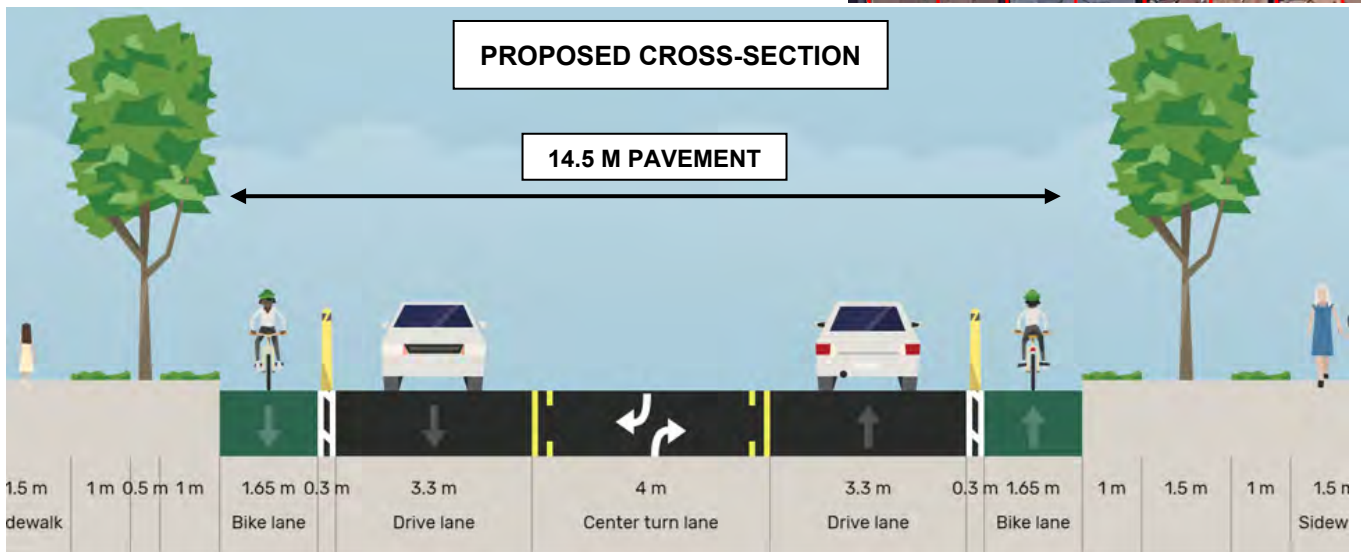 PROPOSED CROSS-SECTION
14.5 M PAVEMENT
1.5 m 1 m 0.5 m 1 m 1.65 m 0.3 m 3.3 m 4 m 3.3 m 0.3 m 1.65 m 1 m 1.5 m 1 m 1.5 m
dewalk Bike lane Drive lane Center turn lane Drive lane Bike lane Sidew